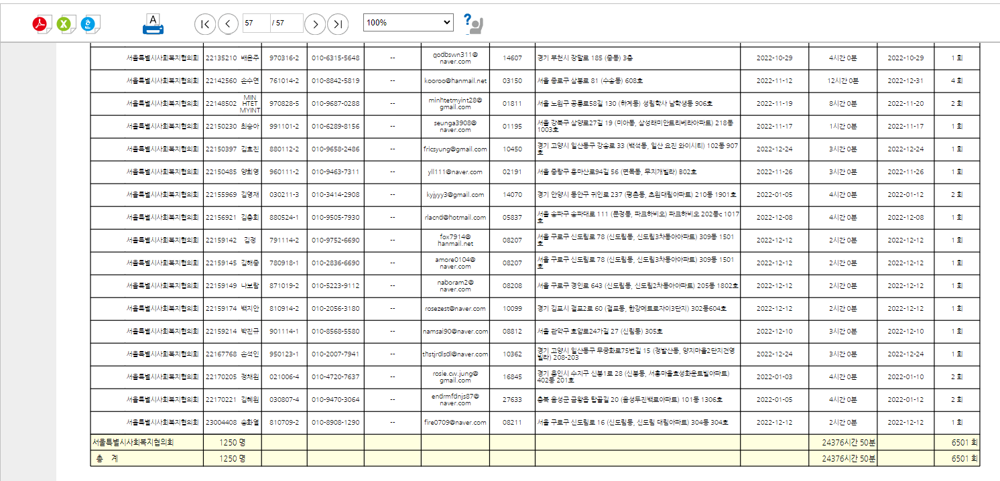 57 / 57 100%
서울특별시사회복지협의회 22135210 배윤주 970316-2 010-6315-5648 -- godbswn311@
naver.com 14607 경기 부천시 장말로 185 (중동) 3층 2022-10-29 4시간 0분 2022-10-29 1 회
서울특별시사회복지협의회 22142560 손수연 761014-2 010-8842-5819 -- kooroo@hanmail.net 03150 서울 종로구 삼봉로 81 (수송동) 608호 2022-11-12 12시간 0분 2022-12-31 4 회
서울특별시사회복지협의회 22148502 MIN
HTET
MYINT 970828-5 010-9687-0288 -- minhtetmyint28@
gmail.com 01811 서울 노원구 공릉로58길 130 (하계동) 성림학사 남학생동 906호 2022-11-19 8시간 0분 2022-11-20 2 회
서울특별시사회복지협의회 22150230 최승아 991101-2 010-6289-8156 -- seunga3908@
naver.com 01195 서울 강북구 삼양로27길 19 (미아동, 삼성래미안트리베라아파트) 218동
1003호 2022-11-17 1시간 0분 2022-11-17 1 회
서울특별시사회복지협의회 22150397 김효진 880112-2 010-9658-2486 -- fricsyung@gmail.com 10450 경기 고양시 일산동구 강송로 33 (백석동, 일산 요진 와이시티) 102동 907
호 2022-12-24 3시간 0분 2022-12-24 1 회
서울특별시사회복지협의회 22150485 양희영 960111-2 010-9463-7311 -- yll111@naver.com 02191 서울 중랑구 용마산로94길 56 (면목동, 무지개빌라) B02호 2022-11-26 3시간 0분 2022-11-26 1 회
서울특별시사회복지협의회 22155969 김영재 030211-3 010-3414-2908 -- kyjyyy3@gmail.com 14070 경기 안양시 동안구 귀인로 237 (평촌동, 초원대림아파트) 210동 1901호 2022-01-05 4시간 0분 2022-01-12 2 회
서울특별시사회복지협의회 22156921 김충희 880524-1 010-9505-7930 -- rlacnd@hotmail.com 05837 서울 송파구 송파대로 111 (문정동, 파크하비오) 파크하비오 202동c 1017
호 2022-12-08 4시간 0분 2022-12-08 1 회
서울특별시사회복지협의회 22159142 김정 791114-2 010-9752-6690 -- fox7914@
hanmail.net 08207 서울 구로구 신도림로 78 (신도림동, 신도림3차동아아파트) 309동 1501
호 2022-12-12 2시간 0분 2022-12-12 1 회
서울특별시사회복지협의회 22159145 김해중 780918-1 010-2836-6690 -- amore0104@
naver.com 08207 서울 구로구 신도림로 78 (신도림동, 신도림3차동아아파트) 309동 1501
호 2022-12-12 2시간 0분 2022-12-12 1 회
서울특별시사회복지협의회 22159149 나보람 871019-2 010-5223-9112 -- naboram2@
naver.com 08208 서울 구로구 경인로 643 (신도림동, 신도림2차동아아파트) 205동 1802호 2022-12-12 2시간 0분 2022-12-12 1 회
서울특별시사회복지협의회 22159174 백지안 810914-2 010-2056-3180 -- rosezest@naver.com 10099 경기 김포시 걸포2로 60 (걸포동, 한강메트로자이3단지) 302동604호 2022-12-12 2시간 0분 2022-12-12 1 회
서울특별시사회복지협의회 22159214 박진규 901114-1 010-8568-5580 -- namsal90@naver.com 08812 서울 관악구 호암로24가길 27 (신림동) 305호 2022-12-10 3시간 0분 2022-12-10 1 회
서울특별시사회복지협의회 22167768 손석인 950123-1 010-2007-7941 -- thstjrdlsdl@naver.com 10362 경기 고양시 일산동구 무궁화로75번길 15 (정발산동, 양지마을2단지건영
빌라) 208-203 2022-12-24 3시간 0분 2022-12-24 1 회
서울특별시사회복지협의회 22170205 정채원 021006-4 010-4720-7637 -- rosie.cw.jung@
gmail.com 16845 경기 용인시 수지구 신봉1로 28 (신봉동, 서홍마을효성화운트빌아파트)
402동 201호 2022-01-03 4시간 0분 2022-01-10 2 회
서울특별시사회복지협의회 22170221 김혜원 030807-4 010-9470-3064 -- endrmfdnjs87@
naver.com 27633 충북 음성군 금왕읍 탑골길 20 (음성두진백로아파트) 101동 1306호 2022-01-05 4시간 0분 2022-01-12 2 회
서울특별시사회복지협의회 23004408 송화열 810709-2 010-8908-1290 -- fire0709@naver.com 08211 서울 구로구 신도림로 16 (신도림동, 신도림 대림아파트) 304동 304호 2022-12-12 2시간 0분 2022-12-12 1 회
서울특별시사회복지협의회 1250 명 24376시간 50분 6501 회
총 계 1250 명 24376시간 50분 6501 회